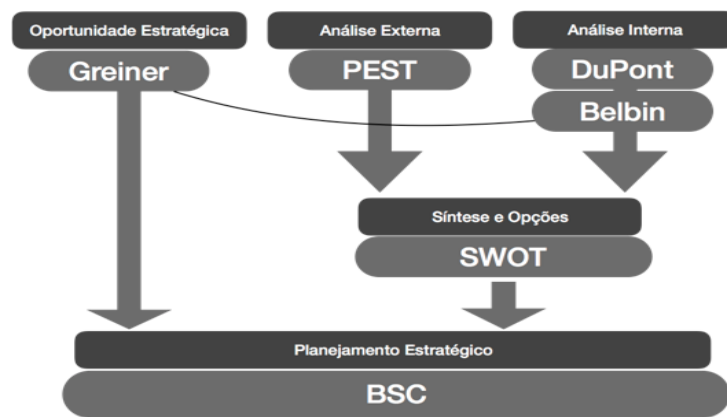 Oportunidade Estratégica
Greiner
Análise Externa
PEST
Análise Interna
DuPont
Belbin
Síntese e Opções
SWOT
Planejamento Estratégico
BSC